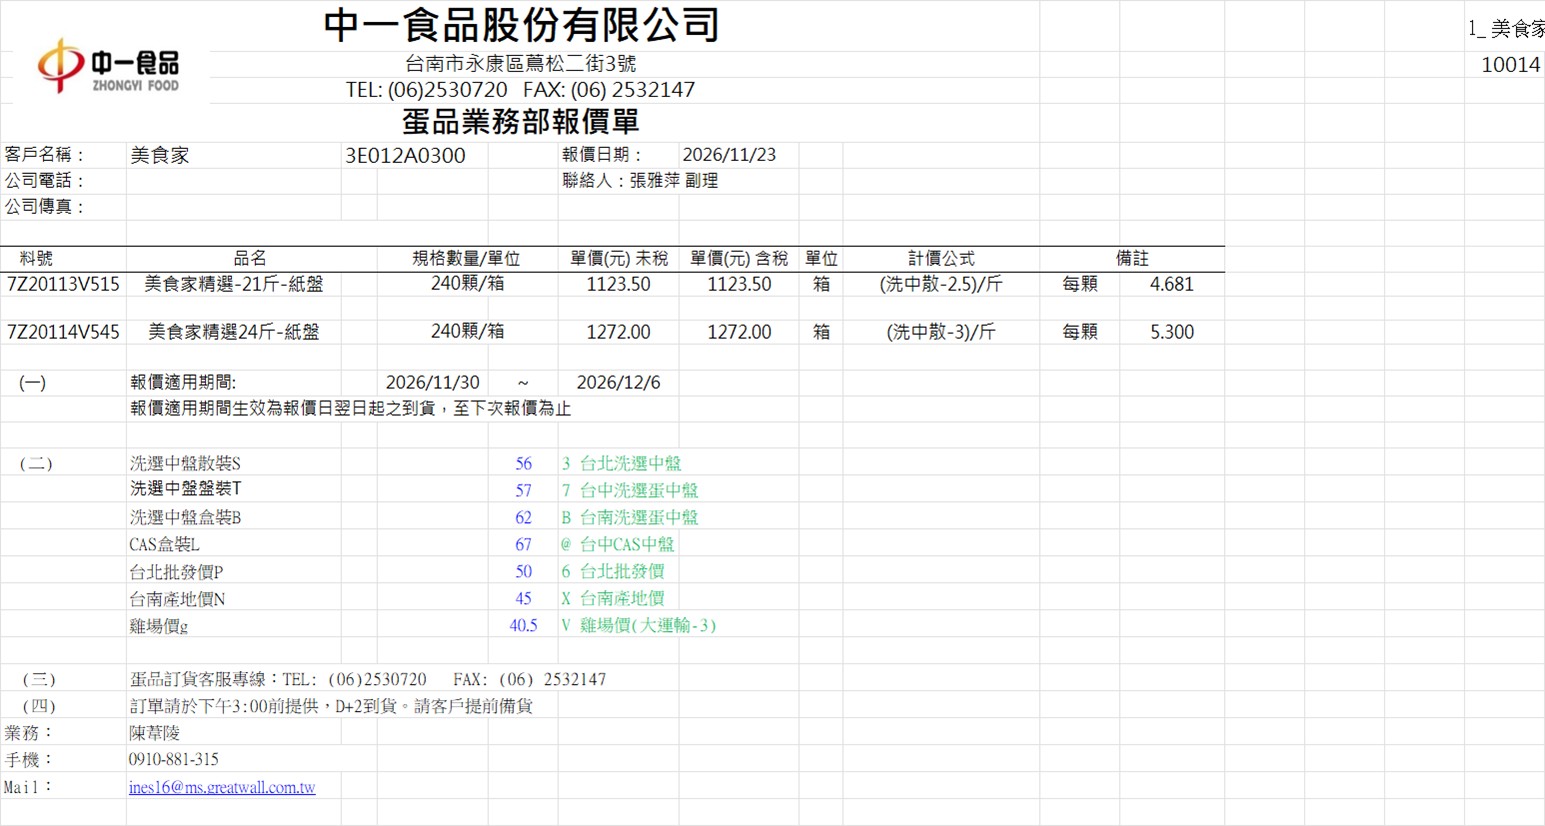 中一食品股份有限公司
1_ 美食家
中一食品
ZHONGYI FOOD
台南市永康區蔦松二街3號
10014
TEL: (06)2530720 FAX: (06) 2532147
蛋品業務部報價單
客戶名稱： 美食家 3E012A0300 報價日期： 2026/11/23
公司電話： 聯絡人：張雅萍 副理
公司傳真：
料號 品名 規格數量/單位 單價(元) 未稅 單價(元) 含稅 單位 計價公式 備註
7Z20113V515 美食家精選-21斤-紙盤 240顆/箱 1123.50 1123.50 箱 (洗中散-2.5)/斤 每顆 4.681
7Z20114V545 美食家精選24斤-紙盤 240顆/箱 1272.00 1272.00 箱 (洗中散-3)/斤 每顆 5.300
(一) 報價適用期間: 2026/11/30 ~ 2026/12/6
報價適用期間生效為報價日翌日起之到貨，至下次報價為止
(二) 洗選中盤散裝S 56 3 台北洗選中盤
洗選中盤盤裝T 57 7 台中洗選蛋中盤
洗選中盤盒裝B 62 B 台南洗選蛋中盤
CAS盒裝L 67 @ 台中CAS中盤
台北批發價P 50 6 台北批發價
台南產地價N 45 X 台南產地價
雞場價g 40.5 V 雞場價(大運輸-3)
(三) 蛋品訂貨客服專線：TEL: (06)2530720 FAX: (06) 2532147
(四) 訂單請於下午3:00前提供，D+2到貨。請客戶提前備貨
業務： 陳葦陵
手機： 0910-881-315
Mail： ines16@ms.greatwall.com.tw